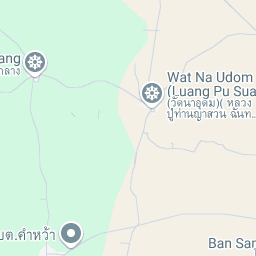 ang
กลาง
Wat Na Udom
(Luang Pu Sua
(วัดนาอุดม)( หลวง
ปู่ท่านญาสวน ฉันท...
บต.คำหว้า
Ban San